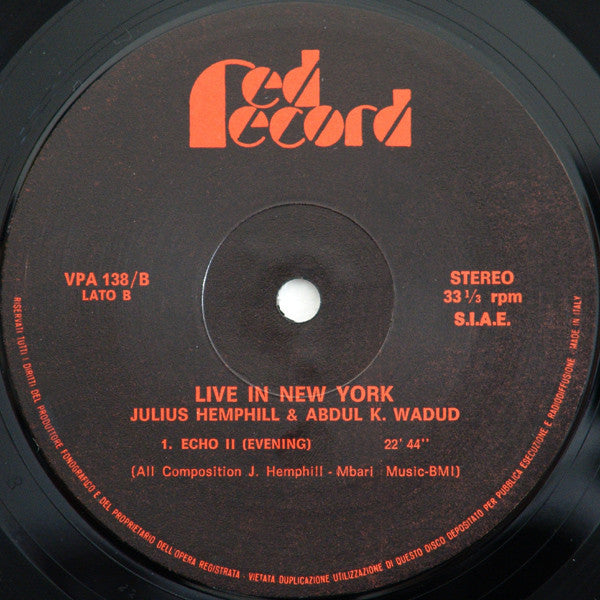 Red
Record
VPA 138/B
LATO B
STEREO
33 1/3 rpm
S.I.A.E.
LIVE IN NEW YORK
JULIUS HEMPHILL & ABDUL K. WADUD
1. ECHO II (EVENING) 22' 44''
(All Composition J. Hemphill - Mbari Music-BMI)
RISERVATI TUTTI I DIRITTI DEL PRODUTTORE FONOGRAFICO E DEL PROPRIETARIO DELL'OPERA REGISTRATA - VIETATA DUPLICAZIONE UTILIZZAZIONE DI QUESTO DISCO DEPOSITATO PER PUBBLICA ESECUZIONE E RADIODIFFUSIONE MADE IN ITALY